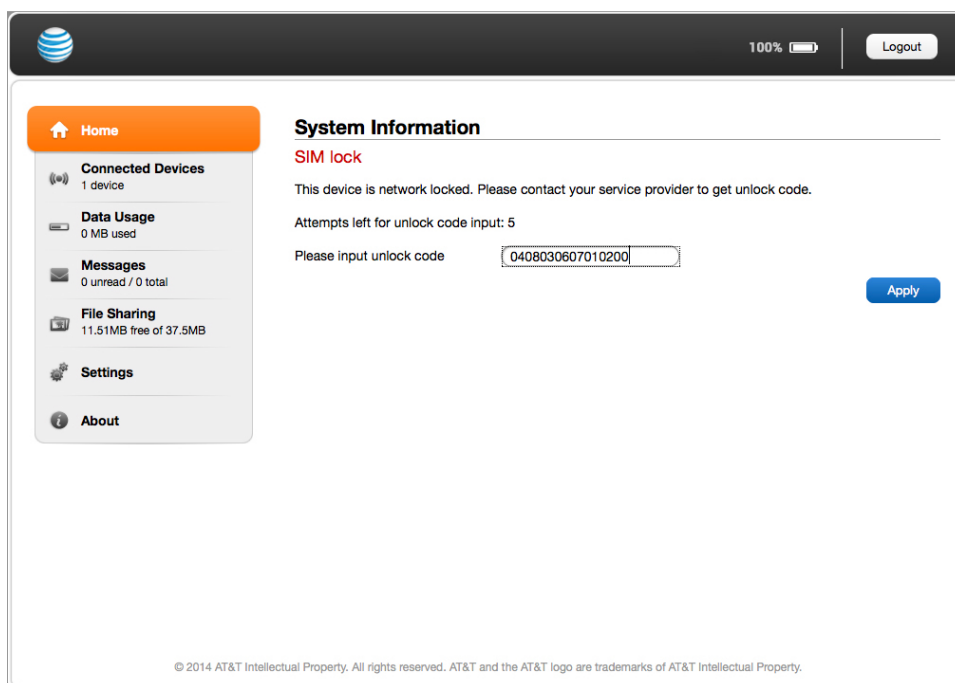 100%
Logout
Home
Connected Devices
1 device
Data Usage
0 MB used
Messages
0 unread / 0 total
File Sharing
11.51MB free of 37.5MB
Settings
About
System Information
SIM lock
This device is network locked. Please contact your service provider to get unlock code.
Attempts left for unlock code input: 5
Please input unlock code 0408030607010200
Apply
© 2014 AT&T Intellectual Property. All rights reserved. AT&T and the AT&T logo are trademarks of AT&T Intellectual Property.